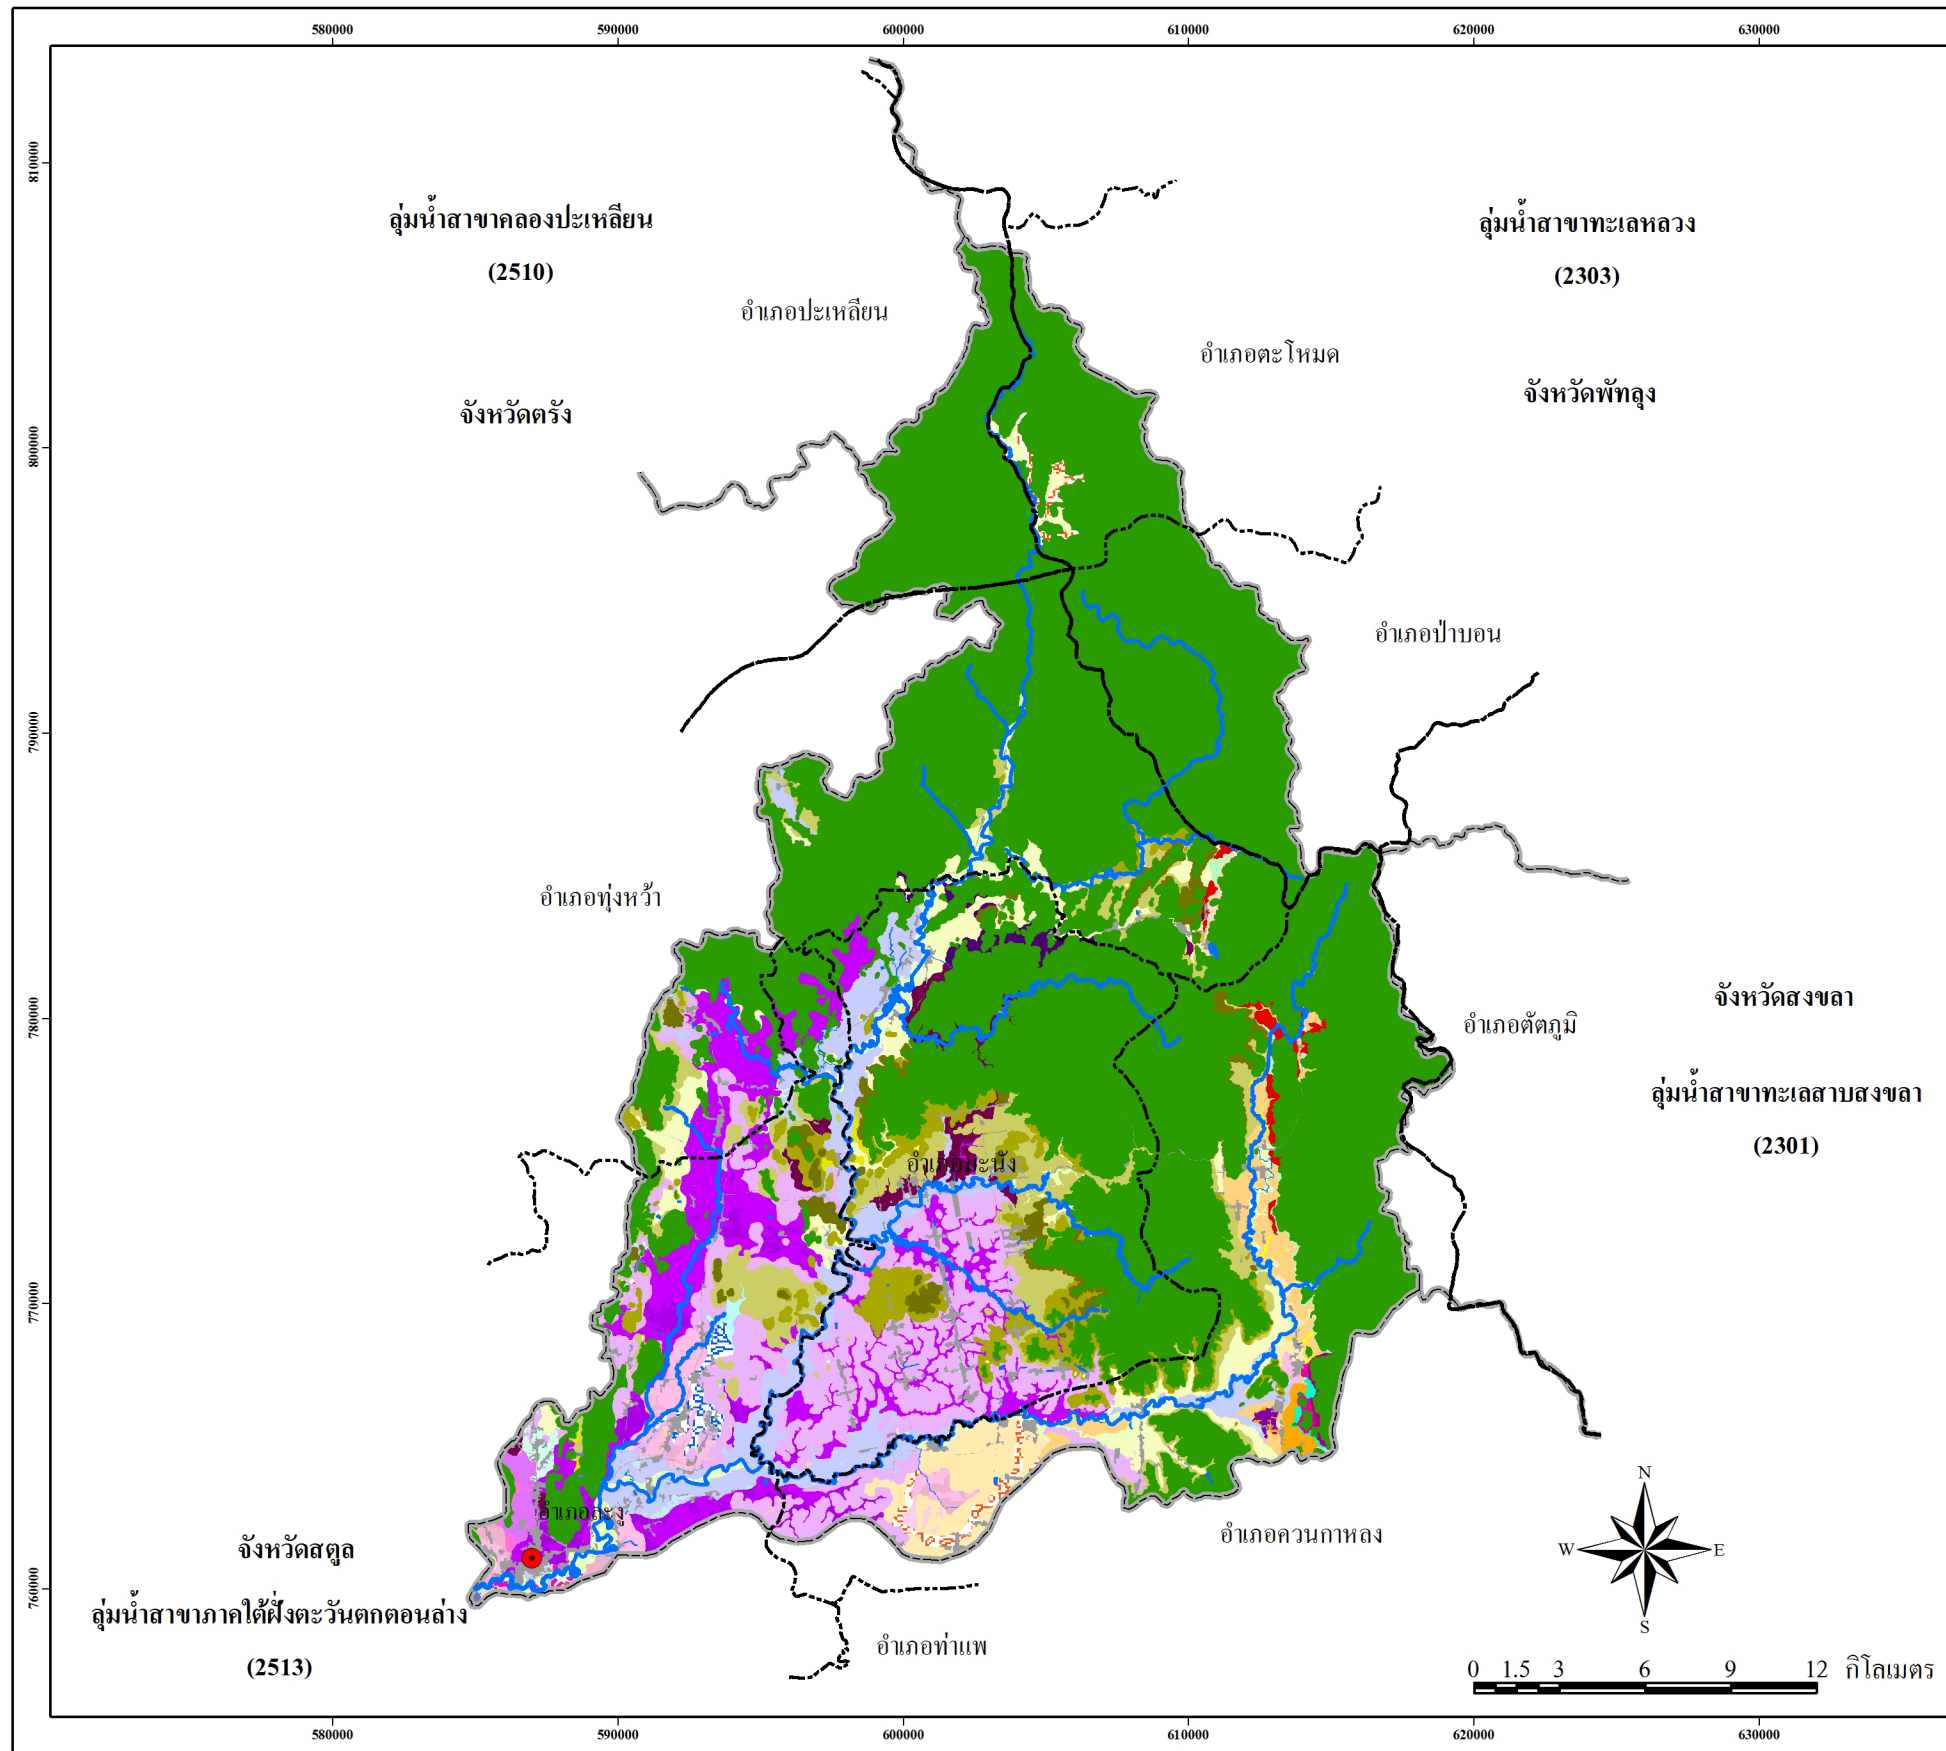 580000 590000 600000 610000 620000 630000
810000
800000
790000
780000
770000
760000
ลุ่มน้ำสาขาคลองปะเหลียน
(2510)
ลุ่มน้ำสาขาทะเลหลวง
(2303)
อำเภอปะเหลียน
อำเภอตะโหมด
จังหวัดตรัง
จังหวัดพัทลุง
อำเภอป่าบอน
อำเภอทุ่งหว้า
จังหวัดสงขลา
อำเภอตัตภูมิ
ลุ่มน้ำสาขาทะเลสาบสงขลา
(2301)
อำเภอมะนัง
อำเภอละงู
อำเภอควนกาหลง
จังหวัดสตูล
ลุ่มน้ำสาขาภาคใต้ฝั่งตะวันตกตอนล่าง
(2513)
อำเภอท่าแพ
N
W E
S
0 1.5 3 6 9 12 กิโลเมตร
580000 590000 600000 610000 620000 630000